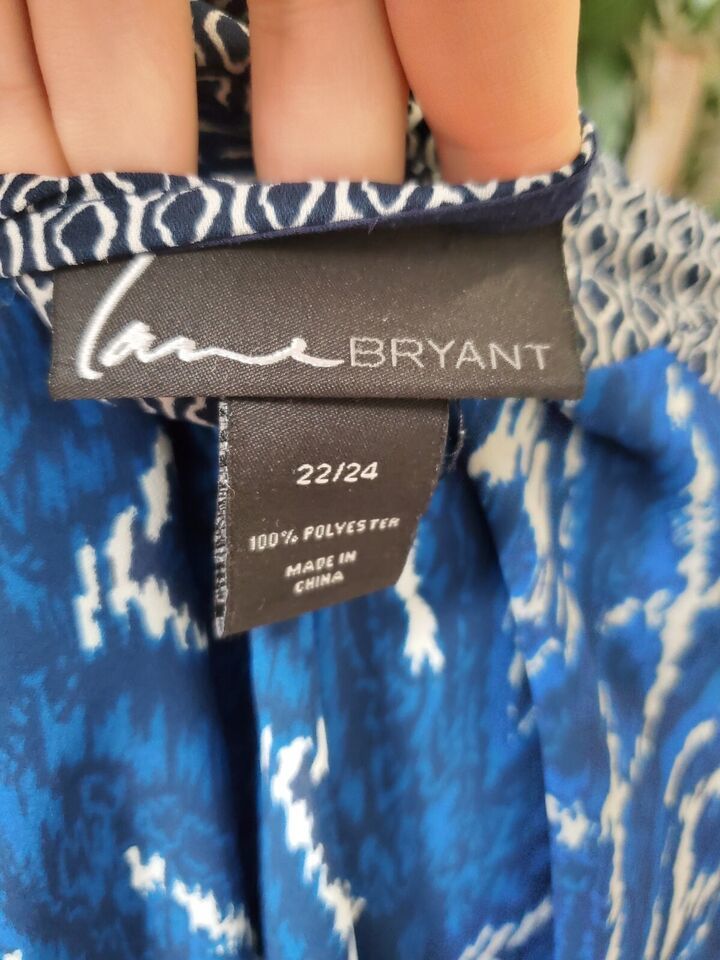 lane BRYANT
22/24
100% POLYESTER
MADE IN
CHINA